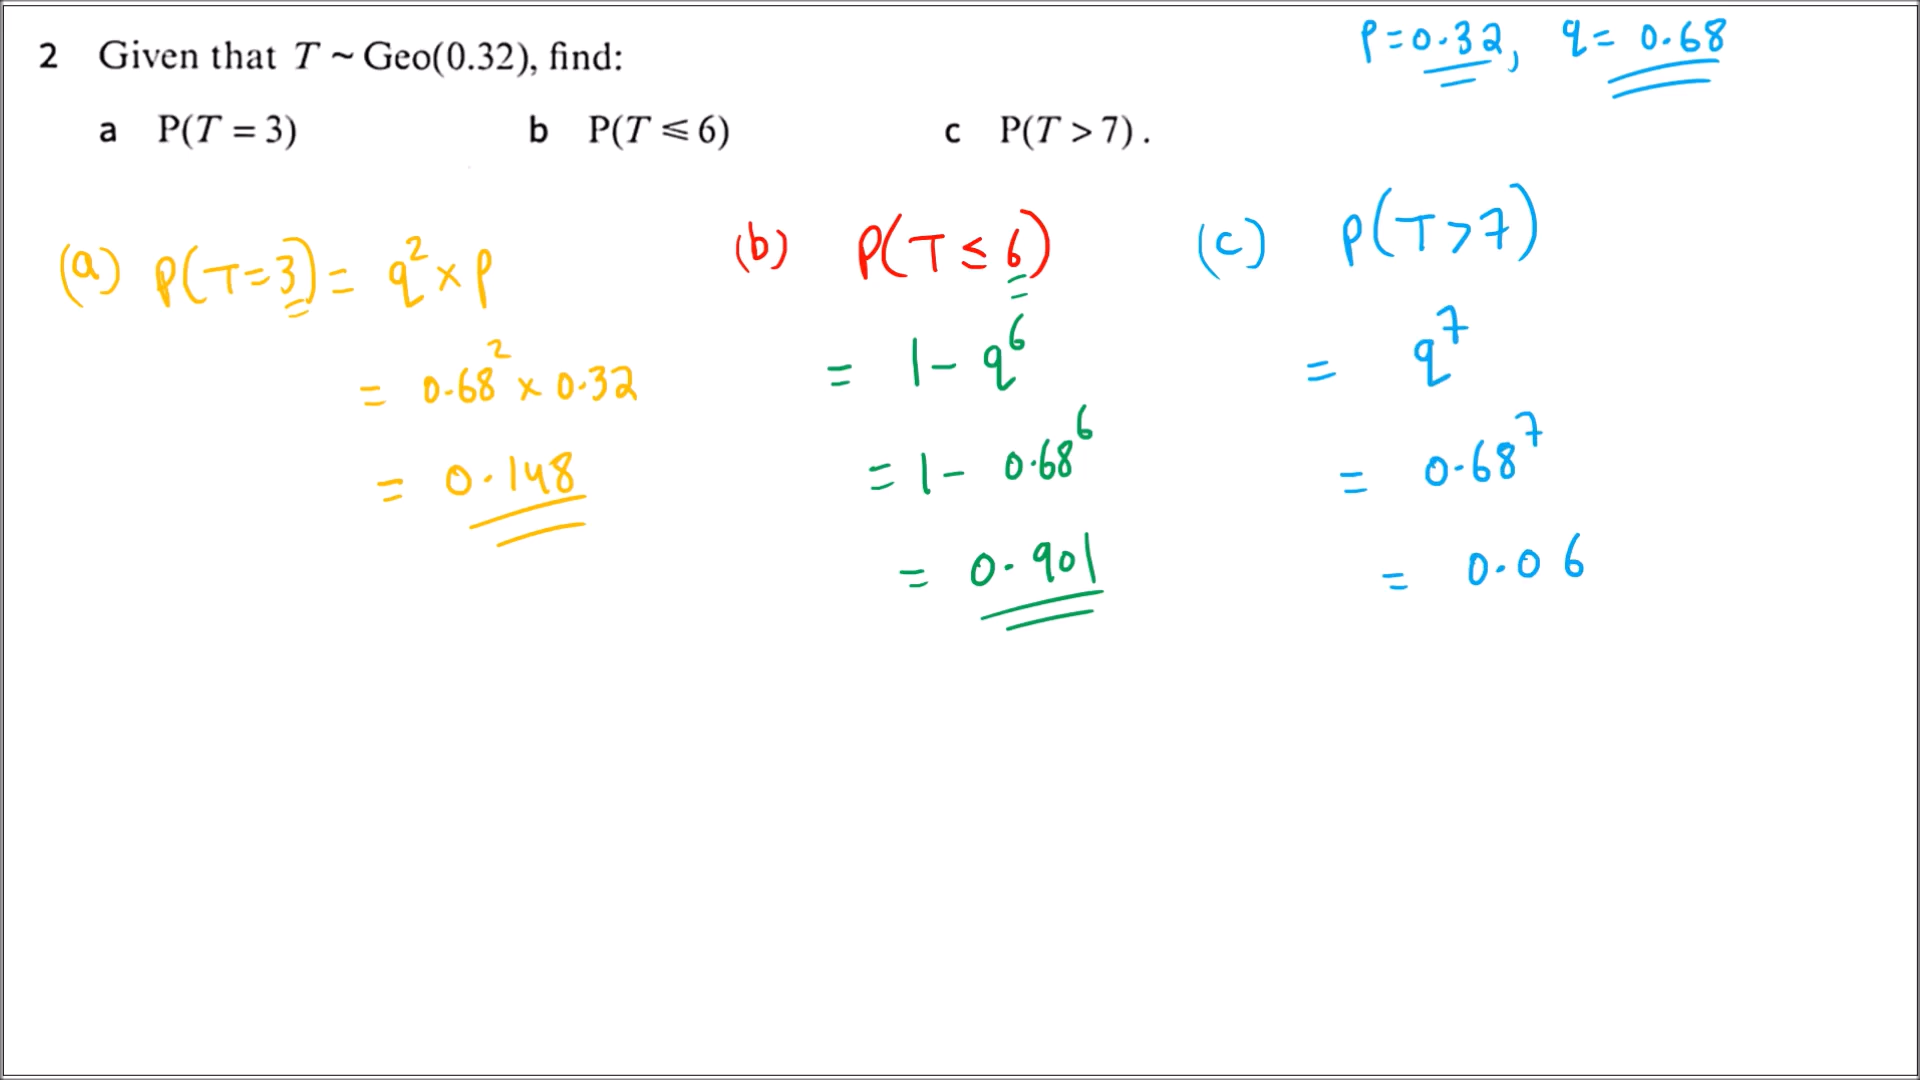 2 Given that T ~ Geo(0.32), find:
p = 0.32, q = 0.68
a P(T = 3) b P(T ⩽ 6) c P(T > 7).
(a) P(T=3) = q² × p
= 0.68² × 0.32
= 0.148
(b) P(T ≤ 6)
= 1 - q⁶
= 1 - 0.68⁶
= 0.901
(c) P(T > 7)
= q⁷
= 0.68⁷
= 0.06